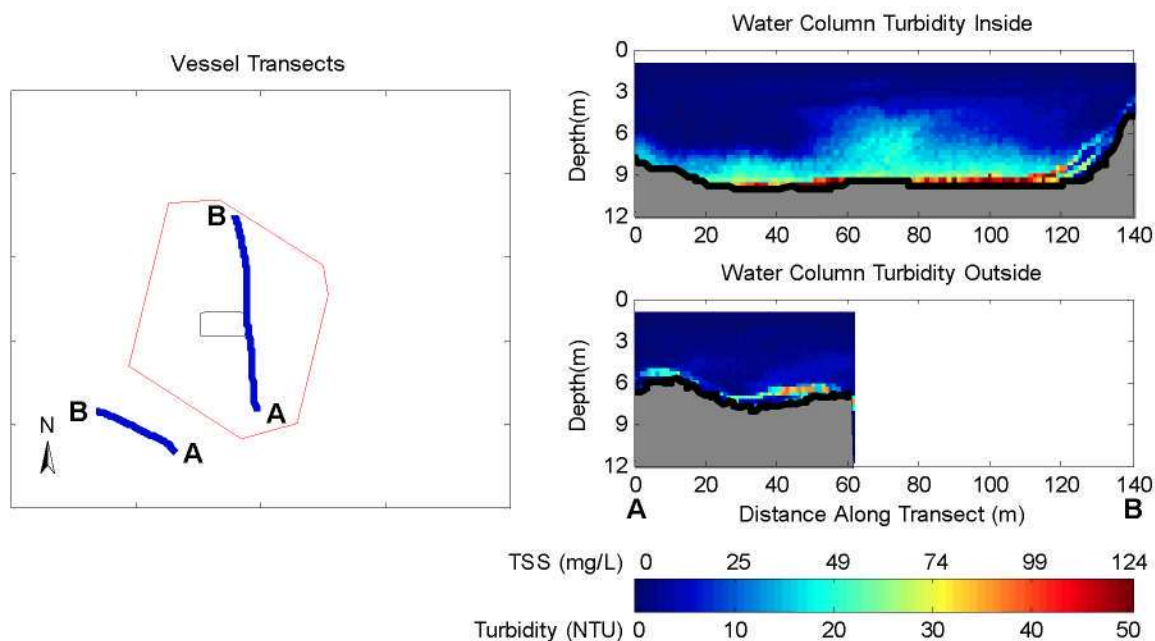 Vessel Transects
B
A
B
A
N
Water Column Turbidity Inside
0
3
6
9
12
Depth(m)
0 20 40 60 80 100 120 140
Water Column Turbidity Outside
0
3
6
9
12
Depth(m)
0 20 40 60 80 100 120 140
A Distance Along Transect (m) B
TSS (mg/L) 0 25 49 74 99 124
Turbidity (NTU) 0 10 20 30 40 50